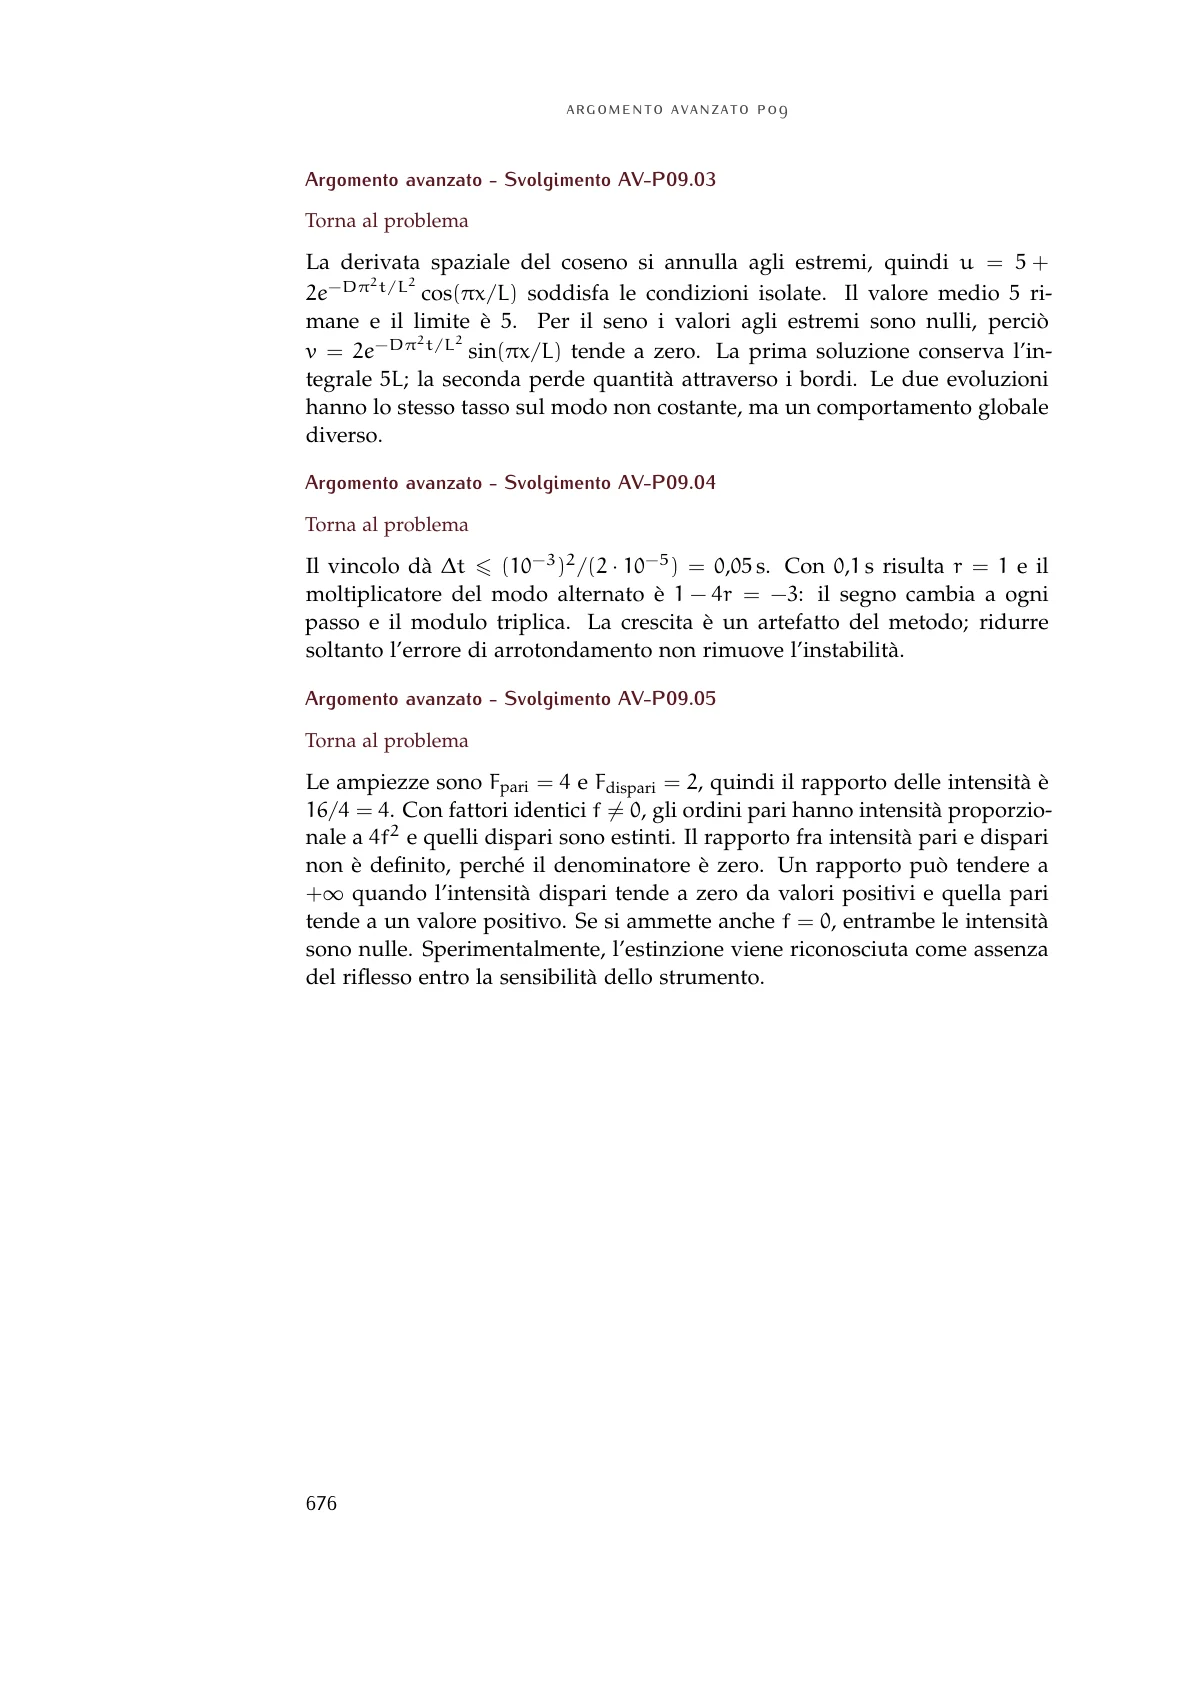 ARGOMENTO AVANZATO P09
Argomento avanzato - Svolgimento AV-P09.03
Torna al problema
La derivata spaziale del coseno si annulla agli estremi, quindi u = 5 +
2e^{−Dπ²t/L²} cos(πx/L) soddisfa le condizioni isolate. Il valore medio 5 ri-
mane e il limite è 5. Per il seno i valori agli estremi sono nulli, perciò
v = 2e^{−Dπ²t/L²} sin(πx/L) tende a zero. La prima soluzione conserva l'in-
tegrale 5L; la seconda perde quantità attraverso i bordi. Le due evoluzioni
hanno lo stesso tasso sul modo non costante, ma un comportamento globale
diverso.
Argomento avanzato - Svolgimento AV-P09.04
Torna al problema
Il vincolo dà Δt ⩽ (10⁻³)²/(2 · 10⁻⁵) = 0,05 s. Con 0,1 s risulta r = 1 e il
moltiplicatore del modo alternato è 1 − 4r = −3: il segno cambia a ogni
passo e il modulo triplica. La crescita è un artefatto del metodo; ridurre
soltanto l'errore di arrotondamento non rimuove l'instabilità.
Argomento avanzato - Svolgimento AV-P09.05
Torna al problema
Le ampiezze sono F_pari = 4 e F_dispari = 2, quindi il rapporto delle intensità è
16/4 = 4. Con fattori identici f ≠ 0, gli ordini pari hanno intensità proporzio-
nale a 4f² e quelli dispari sono estinti. Il rapporto fra intensità pari e dispari
non è definito, perché il denominatore è zero. Un rapporto può tendere a
+∞ quando l'intensità dispari tende a zero da valori positivi e quella pari
tende a un valore positivo. Se si ammette anche f = 0, entrambe le intensità
sono nulle. Sperimentalmente, l'estinzione viene riconosciuta come assenza
del riflesso entro la sensibilità dello strumento.
676